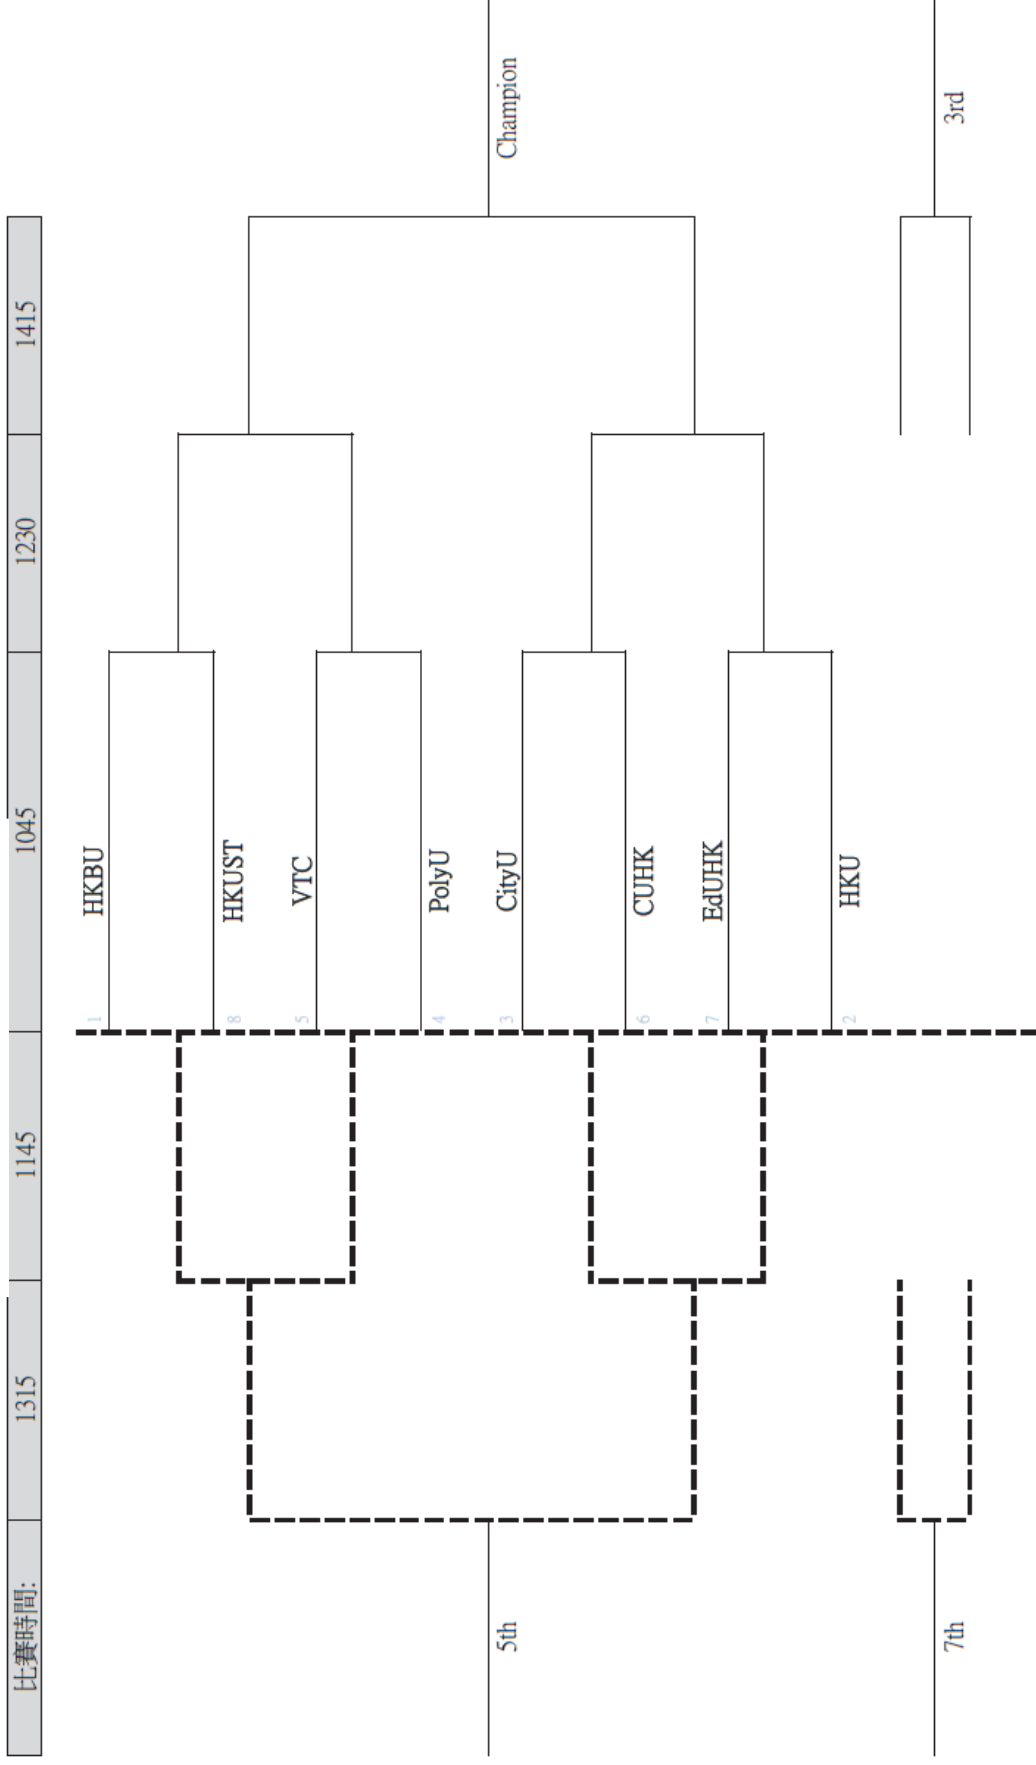 比賽時間: 1315 1145 1045 1230 1415
1 HKBU
8 HKUST
5 VTC
4 PolyU
5th 3 CityU Champion
6 CUHK
7 EdUHK
2 HKU
7th 3rd